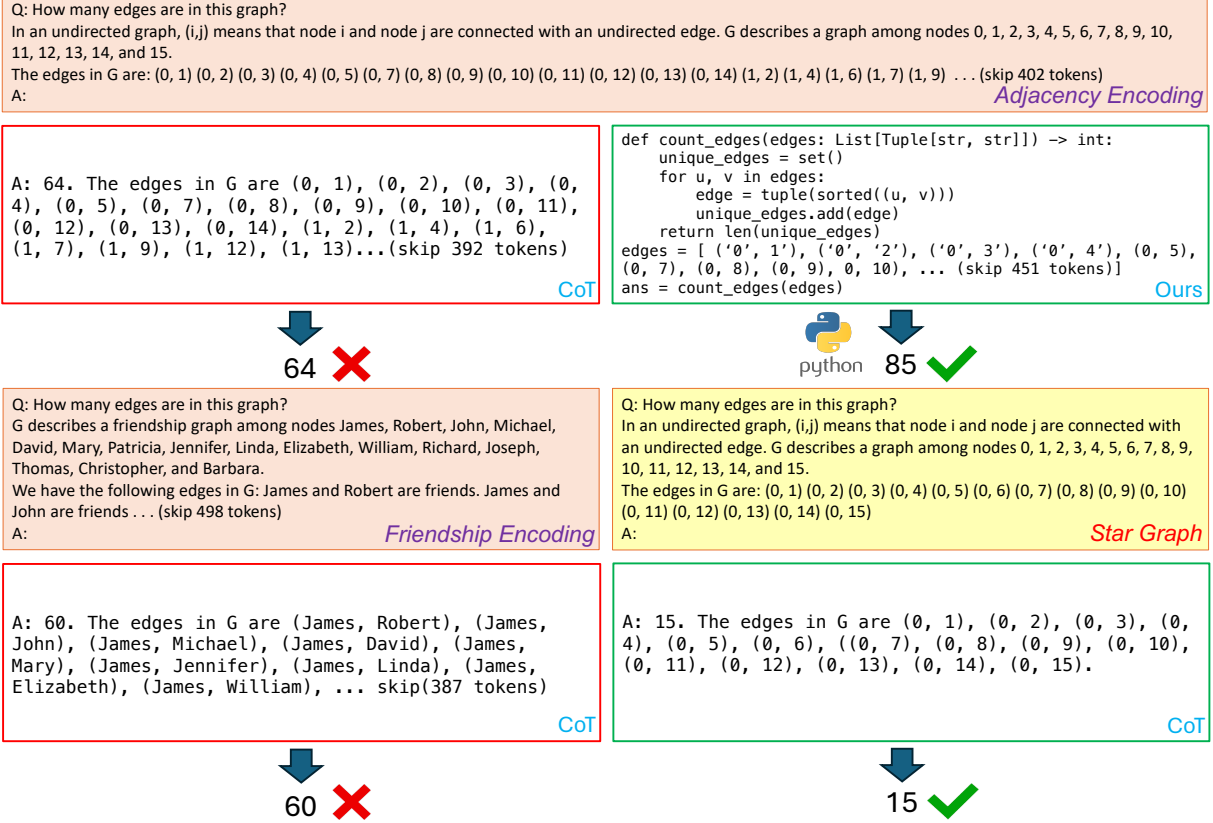 Q: How many edges are in this graph?
In an undirected graph, (i,j) means that node i and node j are connected with an undirected edge. G describes a graph among nodes 0, 1, 2, 3, 4, 5, 6, 7, 8, 9, 10,
11, 12, 13, 14, and 15.
The edges in G are: (0, 1) (0, 2) (0, 3) (0, 4) (0, 5) (0, 7) (0, 8) (0, 9) (0, 10) (0, 11) (0, 12) (0, 13) (0, 14) (1, 2) (1, 4) (1, 6) (1, 7) (1, 9) . . . (skip 402 tokens)
A:
Adjacency Encoding
A: 64. The edges in G are (0, 1), (0, 2), (0, 3), (0,
4), (0, 5), (0, 7), (0, 8), (0, 9), (0, 10), (0, 11),
(0, 12), (0, 13), (0, 14), (1, 2), (1, 4), (1, 6),
(1, 7), (1, 9), (1, 12), (1, 13)...(skip 392 tokens)
CoT
64
def count_edges(edges: List[Tuple[str, str]]) −> int:
    unique_edges = set()
    for u, v in edges:
        edge = tuple(sorted((u, v)))
        unique_edges.add(edge)
    return len(unique_edges)
edges = [ (‘0’, 1’), (‘0’, ‘2’), (‘0’, 3’), (‘0’, 4’), (0, 5),
(0, 7), (0, 8), (0, 9), 0, 10), ... (skip 451 tokens)]
ans = count_edges(edges)
Ours
python
85
Q: How many edges are in this graph?
G describes a friendship graph among nodes James, Robert, John, Michael,
David, Mary, Patricia, Jennifer, Linda, Elizabeth, William, Richard, Joseph,
Thomas, Christopher, and Barbara.
We have the following edges in G: James and Robert are friends. James and
John are friends . . . (skip 498 tokens)
A:
Friendship Encoding
A: 60. The edges in G are (James, Robert), (James,
John), (James, Michael), (James, David), (James,
Mary), (James, Jennifer), (James, Linda), (James,
Elizabeth), (James, William), ... skip(387 tokens)
CoT
60
Q: How many edges are in this graph?
In an undirected graph, (i,j) means that node i and node j are connected with
an undirected edge. G describes a graph among nodes 0, 1, 2, 3, 4, 5, 6, 7, 8, 9,
10, 11, 12, 13, 14, and 15.
The edges in G are: (0, 1) (0, 2) (0, 3) (0, 4) (0, 5) (0, 6) (0, 7) (0, 8) (0, 9) (0, 10)
(0, 11) (0, 12) (0, 13) (0, 14) (0, 15)
A:
Star Graph
A: 15. The edges in G are (0, 1), (0, 2), (0, 3), (0,
4), (0, 5), (0, 6), ((0, 7), (0, 8), (0, 9), (0, 10),
(0, 11), (0, 12), (0, 13), (0, 14), (0, 15).
CoT
15